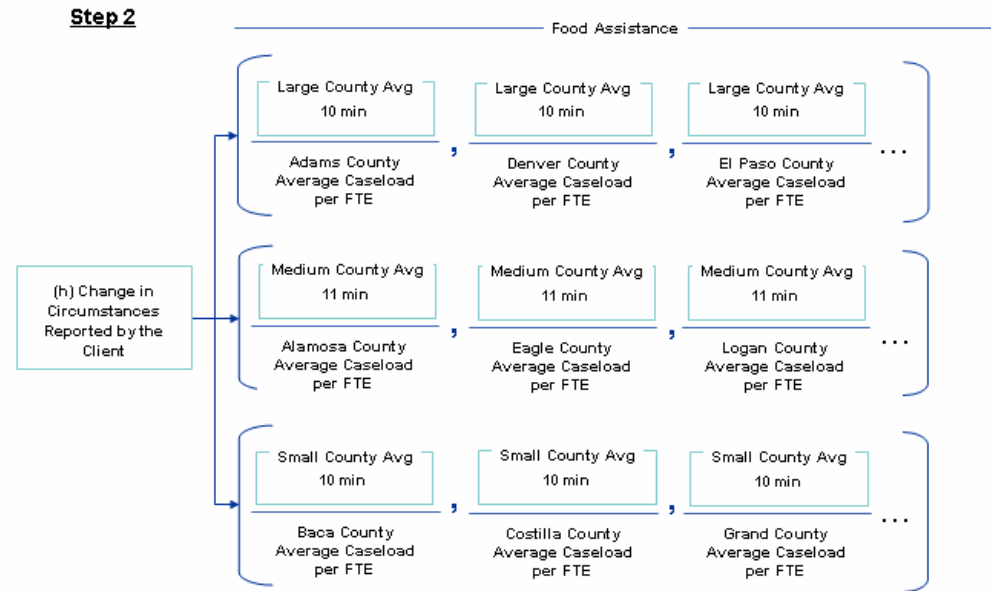 Step 2
Food Assistance
Large County Avg
10 min
Adams County
Average Caseload
per FTE
,
Large County Avg
10 min
Denver County
Average Caseload
per FTE
,
Large County Avg
10 min
El Paso County
Average Caseload
per FTE
...
(h) Change in
Circumstances
Reported by the
Client
Medium County Avg
11 min
Alamosa County
Average Caseload
per FTE
,
Medium County Avg
11 min
Eagle County
Average Caseload
per FTE
,
Medium County Avg
11 min
Logan County
Average Caseload
per FTE
...
Small County Avg
10 min
Baca County
Average Caseload
per FTE
,
Small County Avg
10 min
Costilla County
Average Caseload
per FTE
,
Small County Avg
10 min
Grand County
Average Caseload
per FTE
...